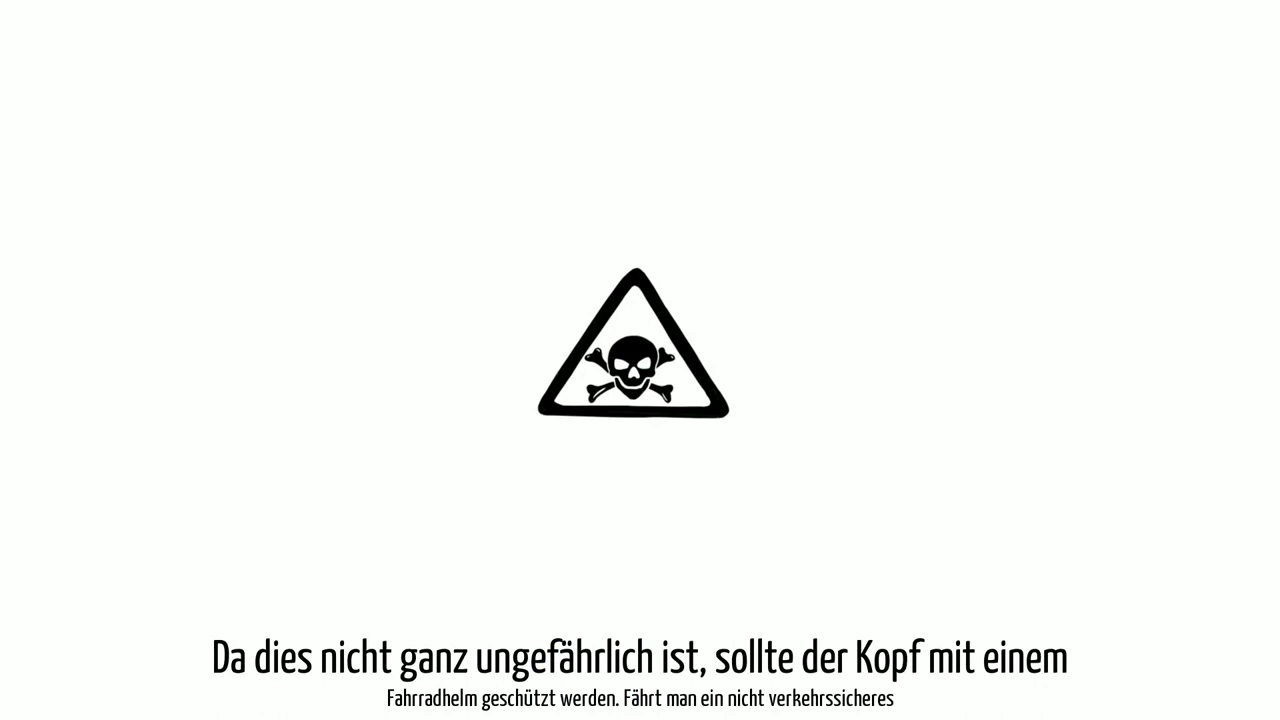 Da dies nicht ganz ungefährlich ist, sollte der Kopf mit einem
Fahrradhelm geschützt werden. Fährt man ein nicht verkehrssicheres